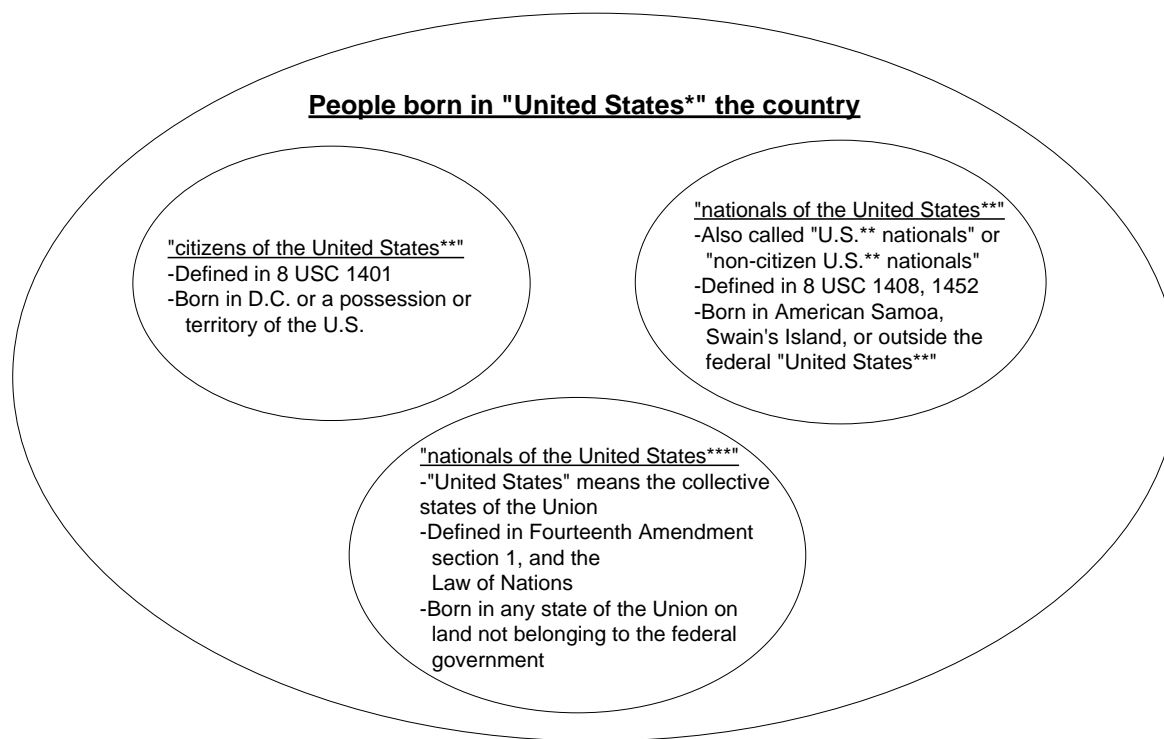 People born in "United States*" the country
"citizens of the United States**"
-Defined in 8 USC 1401
-Born in D.C. or a possession or
territory of the U.S.
"nationals of the United States**"
-Also called "U.S.** nationals" or
"non-citizen U.S.** nationals"
-Defined in 8 USC 1408, 1452
-Born in American Samoa,
Swain's Island, or outside the
federal "United States**"
"nationals of the United States***"
-"United States" means the collective
states of the Union
-Defined in Fourteenth Amendment
section 1, and the
Law of Nations
-Born in any state of the Union on
land not belonging to the federal
government